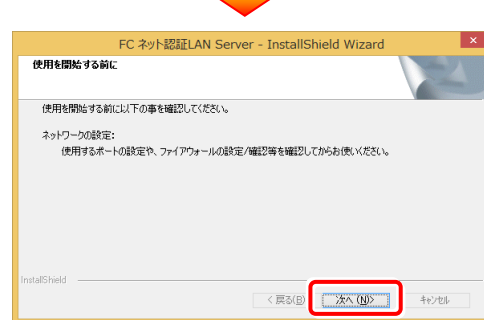 FC ネット認証LAN Server - InstallShield Wizard
使用を開始する前に
使用を開始する前に以下の事を確認してください。
ネットワークの設定:
使用するポートの設定や、ファイアウォールの設定/確認等を確認してからお使いください。
InstallShield
< 戻る(B) 次へ (N)> キャンセル